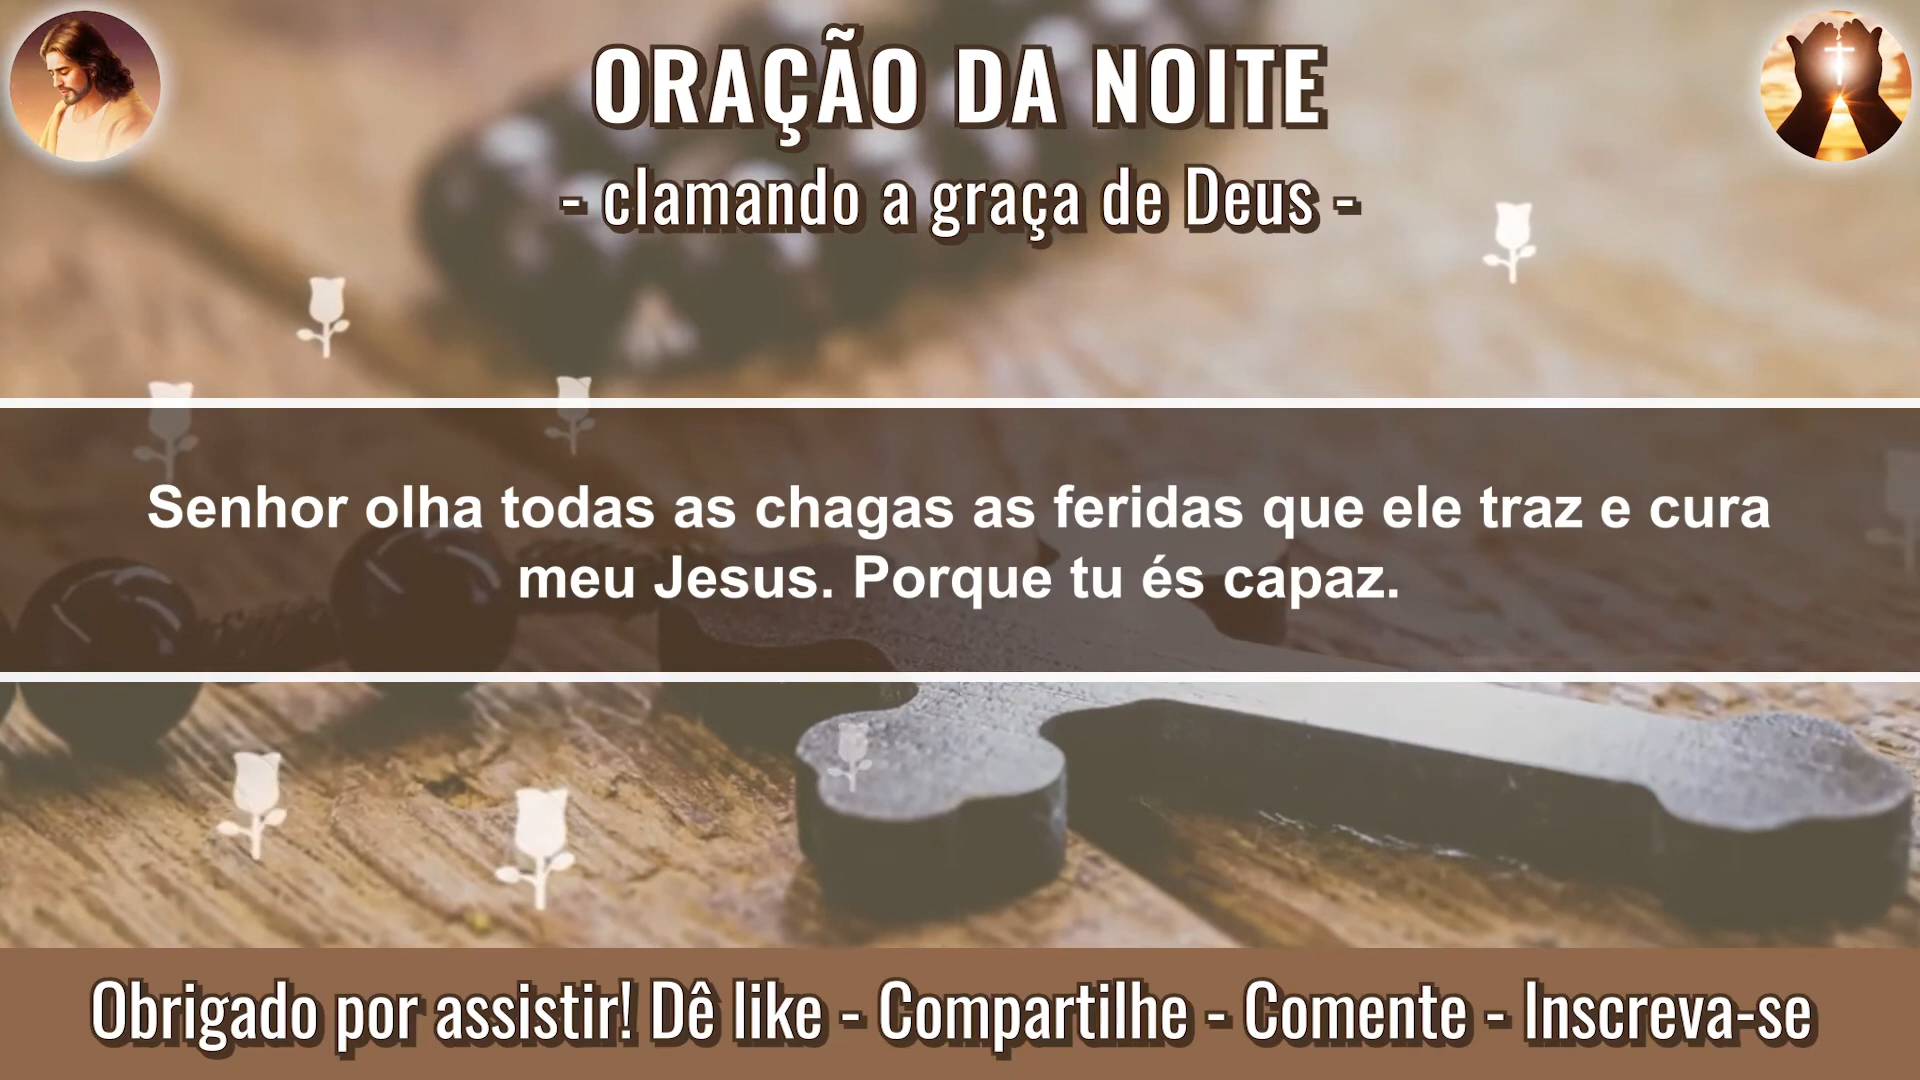 ORAÇÃO DA NOITE
- clamando a graça de Deus -
Senhor olha todas as chagas as feridas que ele traz e cura
meu Jesus. Porque tu és capaz.
Obrigado por assistir! Dê like - Compartilhe - Comente - Inscreva-se